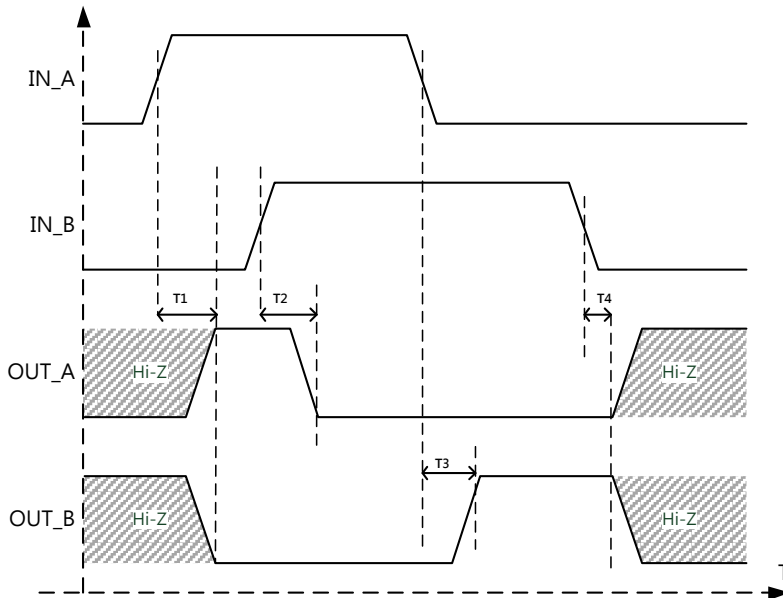 IN_A
IN_B
T1
T2
T4
OUT_A
Hi-Z
Hi-Z
T3
OUT_B
Hi-Z
Hi-Z
T